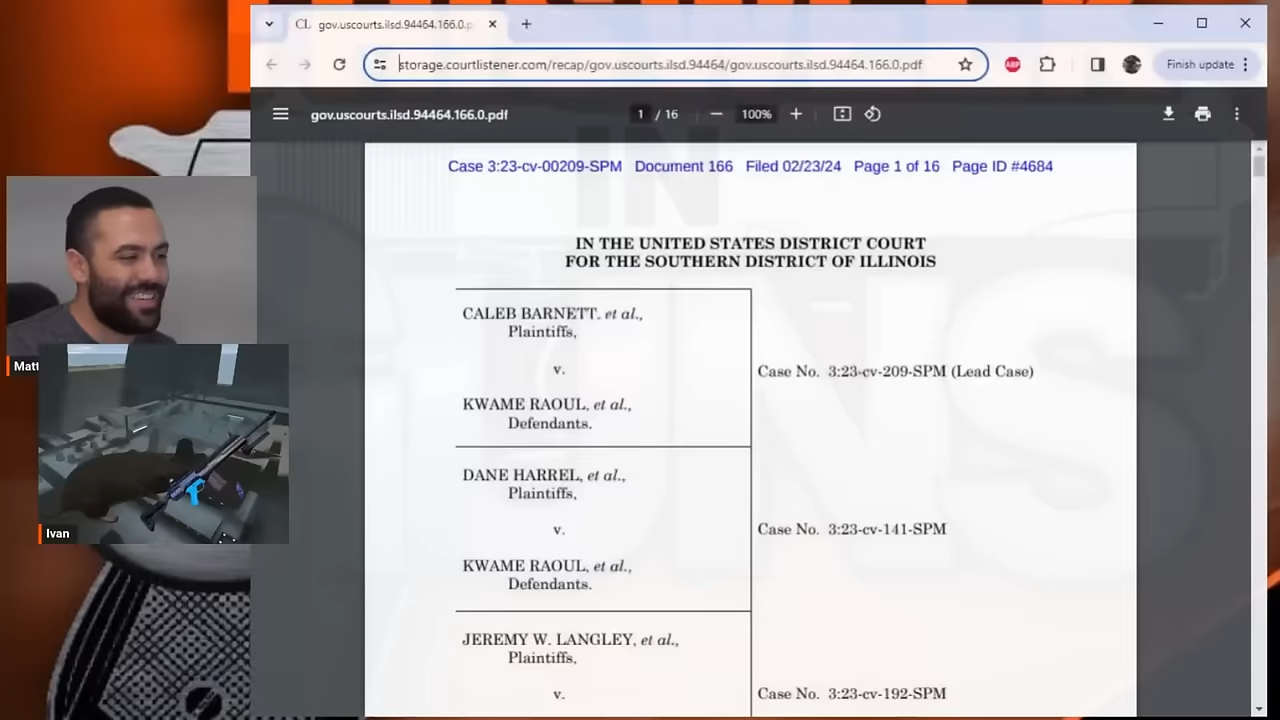 CL gov.uscourts.ilsd.94464.166.0.p
storage.courtlistener.com/recap/gov.uscourts.ilsd.94464/gov.uscourts.ilsd.94464.166.0.pdf
ABP
Finish update
gov.uscourts.ilsd.94464.166.0.pdf
1 / 16
100%
Case 3:23-cv-00209-SPM Document 166 Filed 02/23/24 Page 1 of 16 Page ID #4684
IN THE UNITED STATES DISTRICT COURT
FOR THE SOUTHERN DISTRICT OF ILLINOIS
CALEB BARNETT, et al.,
Plaintiffs,
v.
Case No. 3:23-cv-209-SPM (Lead Case)
KWAME RAOUL, et al.,
Defendants.
DANE HARREL, et al.,
Plaintiffs,
v.
Case No. 3:23-cv-141-SPM
KWAME RAOUL, et al.,
Defendants.
JEREMY W. LANGLEY, et al.,
Plaintiffs,
v.
Case No. 3:23-cv-192-SPM
Matt
Ivan
IN